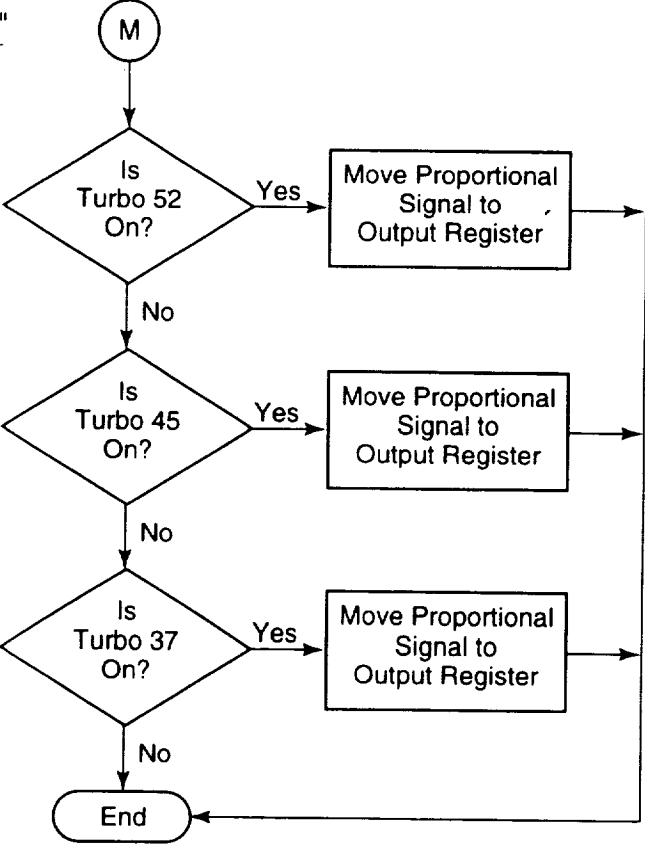 "
M
Is
Turbo 52
On?
Yes
Move Proportional
Signal to
Output Register
No
Is
Turbo 45
On?
Yes
Move Proportional
Signal to
Output Register
No
Is
Turbo 37
On?
Yes
Move Proportional
Signal to
Output Register
No
End